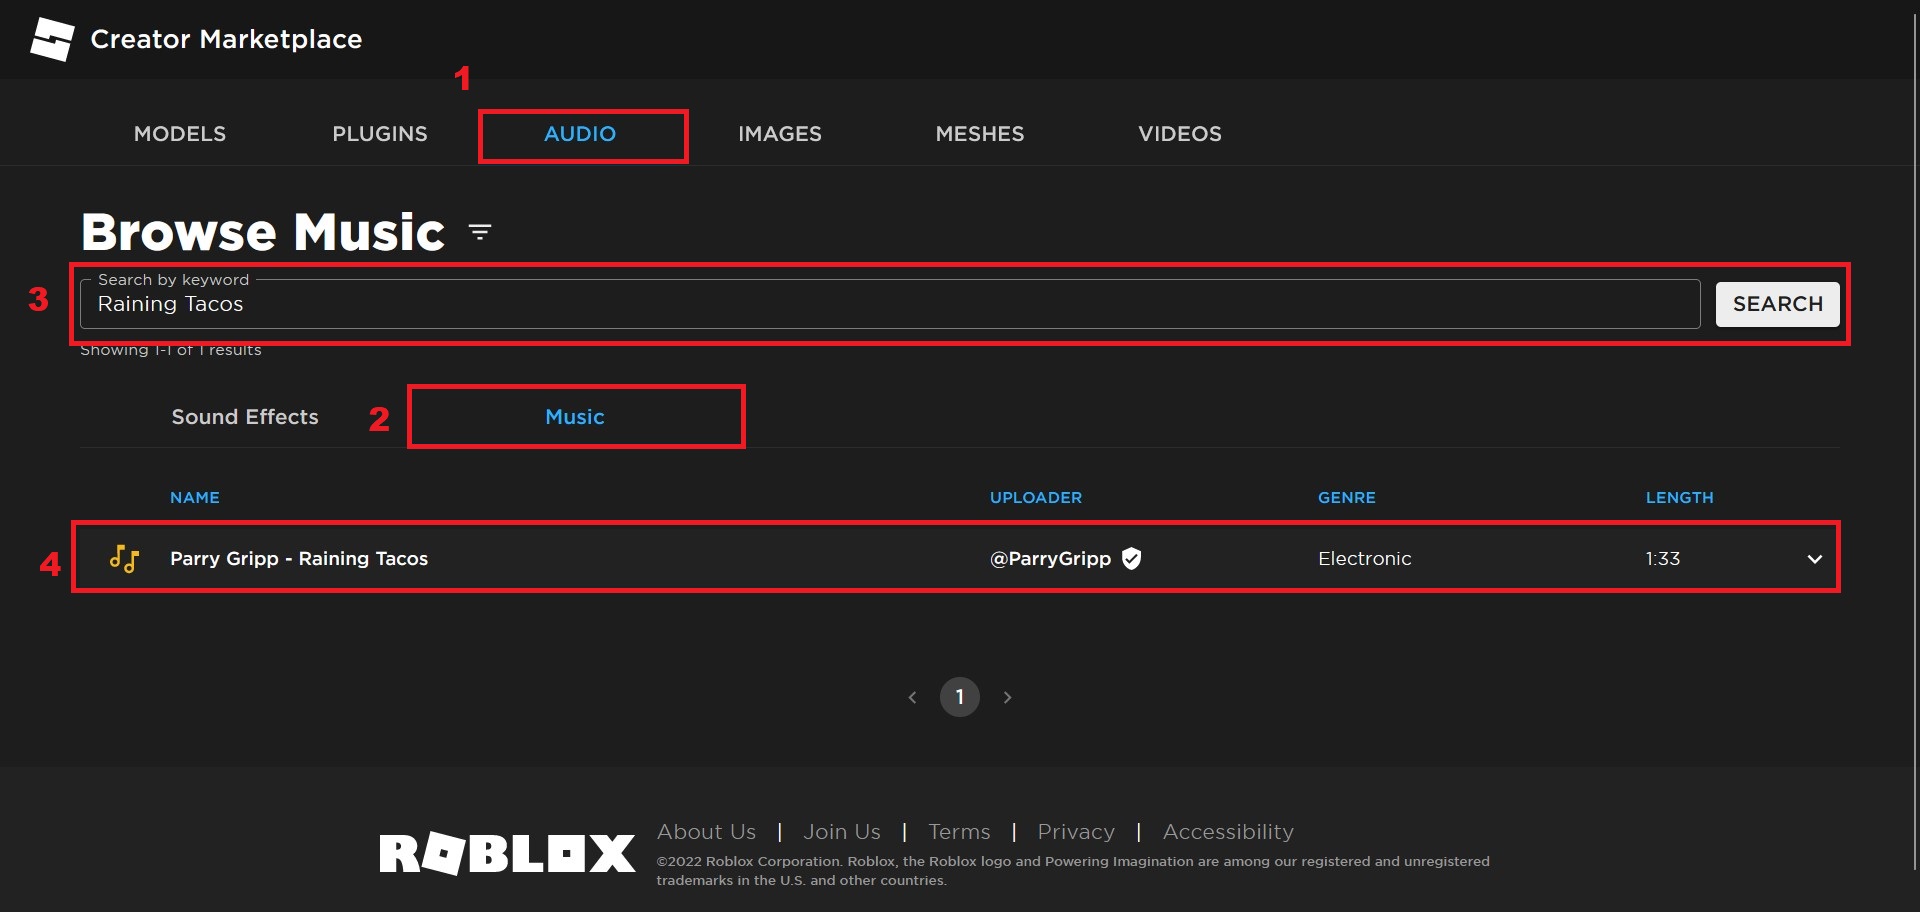 Creator Marketplace
1
MODELS PLUGINS AUDIO IMAGES MESHES VIDEOS
Browse Music
3
Search by keyword
Raining Tacos
SEARCH
Showing 1-1 of 1 results
Sound Effects 2 Music
NAME UPLOADER GENRE LENGTH
4 Parry Gripp - Raining Tacos @ParryGripp Electronic 1:33
1
ROBLOX
About Us | Join Us | Terms | Privacy | Accessibility
©2022 Roblox Corporation. Roblox, the Roblox logo and Powering Imagination are among our registered and unregistered
trademarks in the U.S. and other countries.